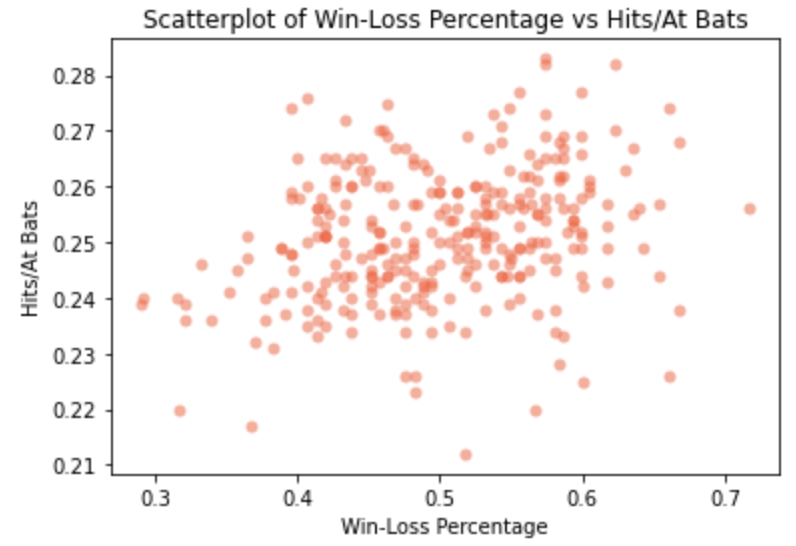 Scatterplot of Win-Loss Percentage vs Hits/At Bats
0.28
0.27
0.26
0.25
0.24
0.23
0.22
0.21
Hits/At Bats
0.3 0.4 0.5 0.6 0.7
Win-Loss Percentage